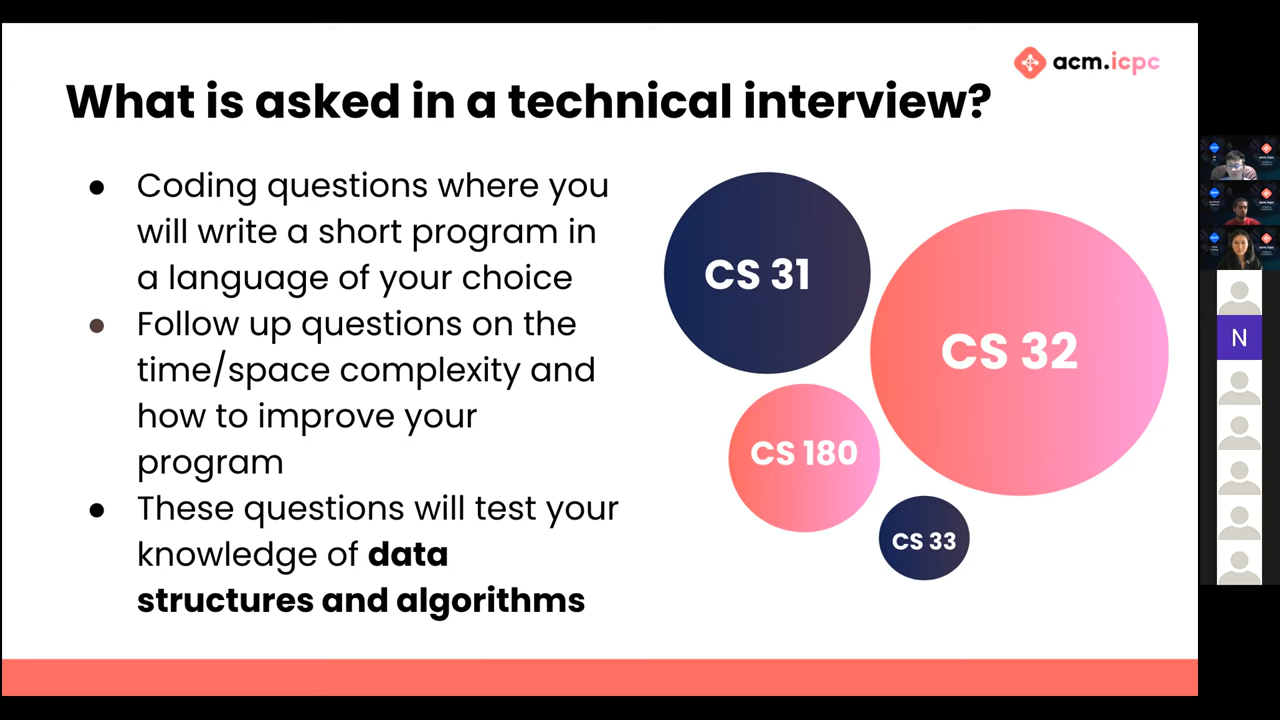 acm.icpc
What is asked in a technical interview?
● Coding questions where you
will write a short program in
a language of your choice
● Follow up questions on the
time/space complexity and
how to improve your
program
● These questions will test your
knowledge of data
structures and algorithms
CS 31
CS 32
CS 180
CS 33
N